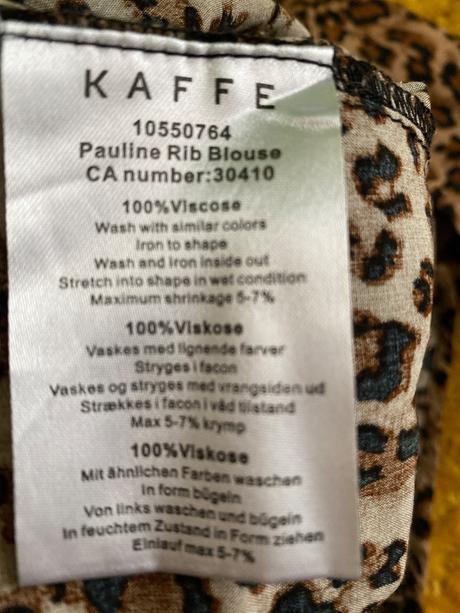 KAFFE
10550764
Pauline Rib Blouse
CA number:30410
100%Viscose
Wash with similar colors
Iron to shape
Wash and Iron inside out
Stretch into shape in wet condition
Maximum shrinkage 5-7%
100%Viskose
Vaskes med lignende farver
Stryges i facon
Vaskes og stryges med vrangsiden ud
Strækkes i facon i våd tilstand
Max 5-7% krymp
100%Viskose
Mit ähnlichen Farben waschen
In form bügeln
Von links waschen und bügeln
In feuchtem Zustand in Form ziehen
Einlauf max 5-7%